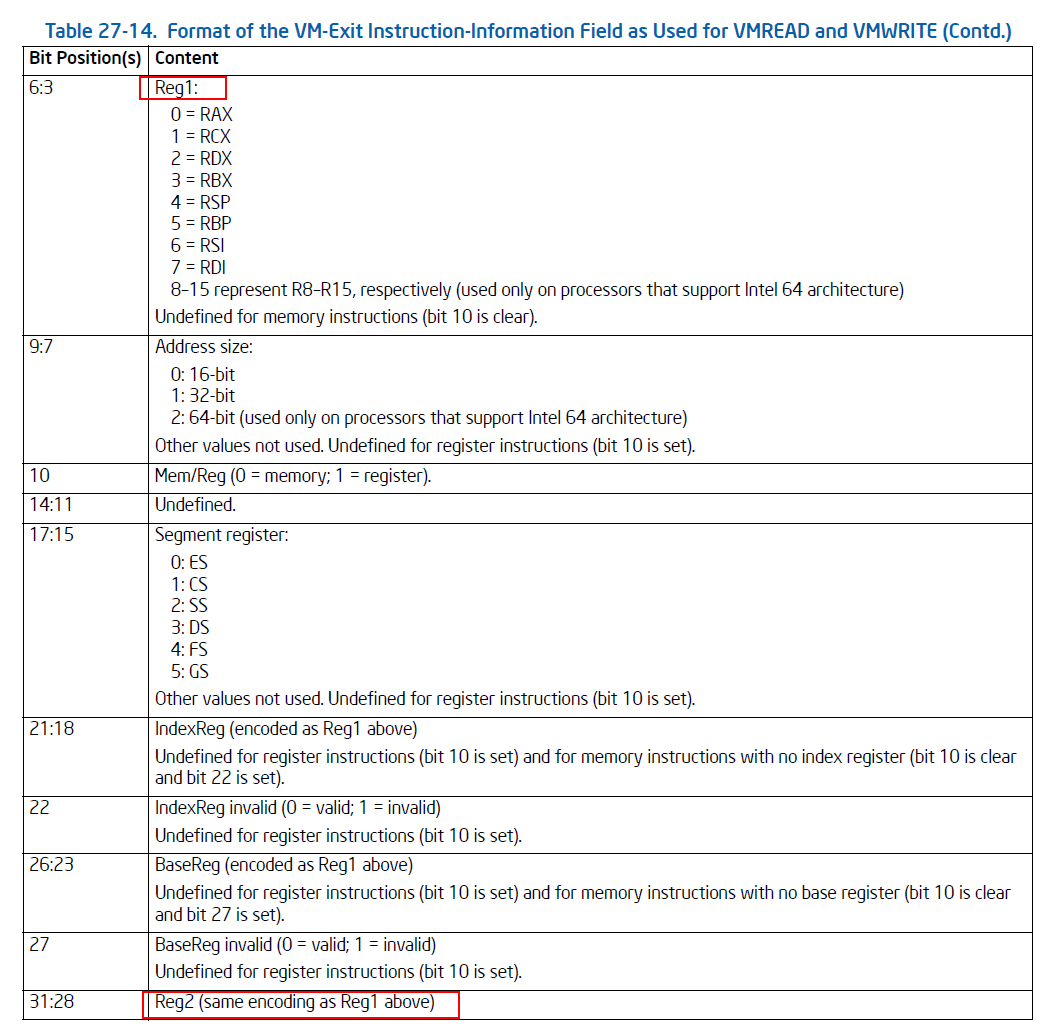 Table 27-14. Format of the VM-Exit Instruction-Information Field as Used for VMREAD and VMWRITE (Contd.)
Bit Position(s) Content
6:3 Reg1:
0 = RAX
1 = RCX
2 = RDX
3 = RBX
4 = RSP
5 = RBP
6 = RSI
7 = RDI
8–15 represent R8–R15, respectively (used only on processors that support Intel 64 architecture)
Undefined for memory instructions (bit 10 is clear).
9:7 Address size:
0: 16-bit
1: 32-bit
2: 64-bit (used only on processors that support Intel 64 architecture)
Other values not used. Undefined for register instructions (bit 10 is set).
10 Mem/Reg (0 = memory; 1 = register).
14:11 Undefined.
17:15 Segment register:
0: ES
1: CS
2: SS
3: DS
4: FS
5: GS
Other values not used. Undefined for register instructions (bit 10 is set).
21:18 IndexReg (encoded as Reg1 above)
Undefined for register instructions (bit 10 is set) and for memory instructions with no index register (bit 10 is clear
and bit 22 is set).
22 IndexReg invalid (0 = valid; 1 = invalid)
Undefined for register instructions (bit 10 is set).
26:23 BaseReg (encoded as Reg1 above)
Undefined for register instructions (bit 10 is set) and for memory instructions with no base register (bit 10 is clear
and bit 27 is set).
27 BaseReg invalid (0 = valid; 1 = invalid)
Undefined for register instructions (bit 10 is set).
31:28 Reg2 (same encoding as Reg1 above)